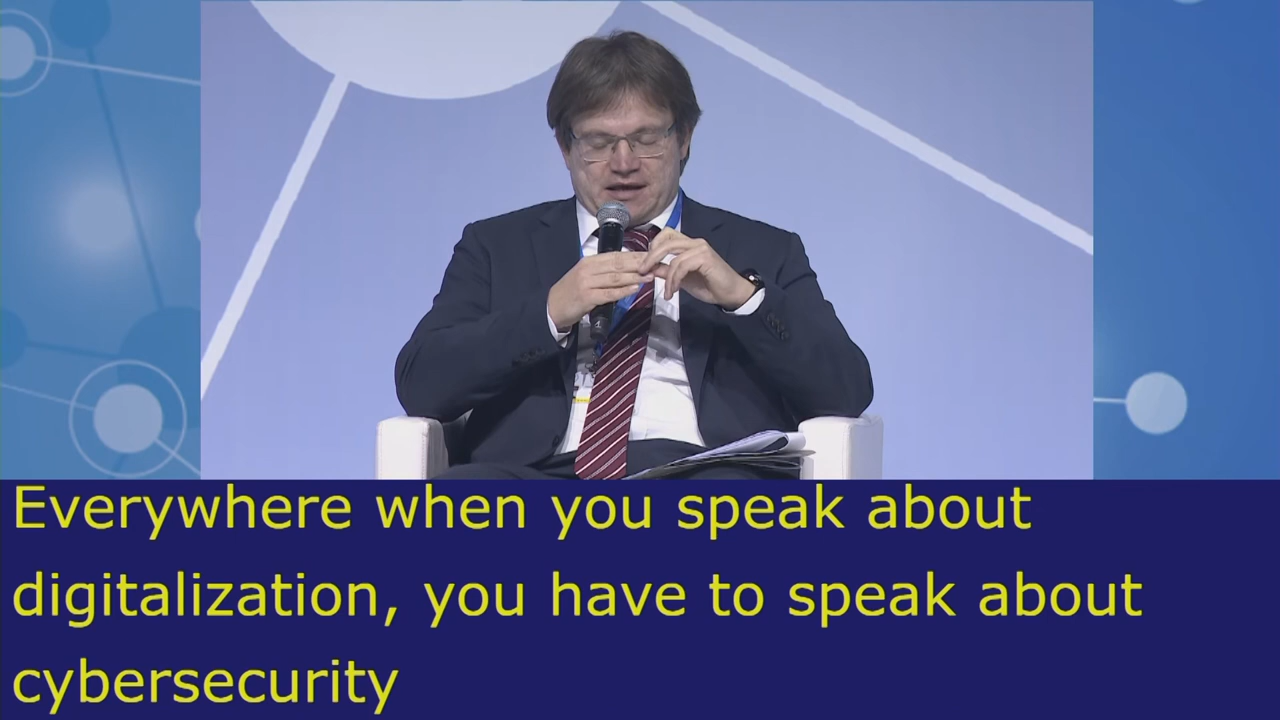 Everywhere when you speak about
digitalization, you have to speak about
cybersecurity